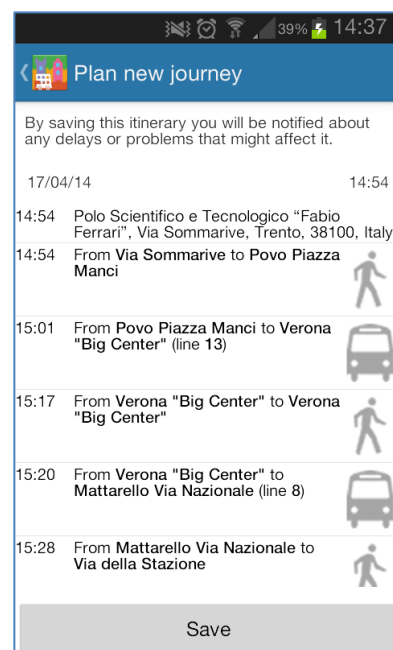 39% 14:37
Plan new journey
By saving this itinerary you will be notified about
any delays or problems that might affect it.
17/04/14 14:54
14:54 Polo Scientifico e Tecnologico “Fabio
Ferrari”, Via Sommarive, Trento, 38100, Italy
14:54 From Via Sommarive to Povo Piazza
Manci
15:01 From Povo Piazza Manci to Verona
"Big Center" (line 13)
15:17 From Verona "Big Center" to Verona
"Big Center"
15:20 From Verona "Big Center" to
Mattarello Via Nazionale (line 8)
15:28 From Mattarello Via Nazionale to
Via della Stazione
Save